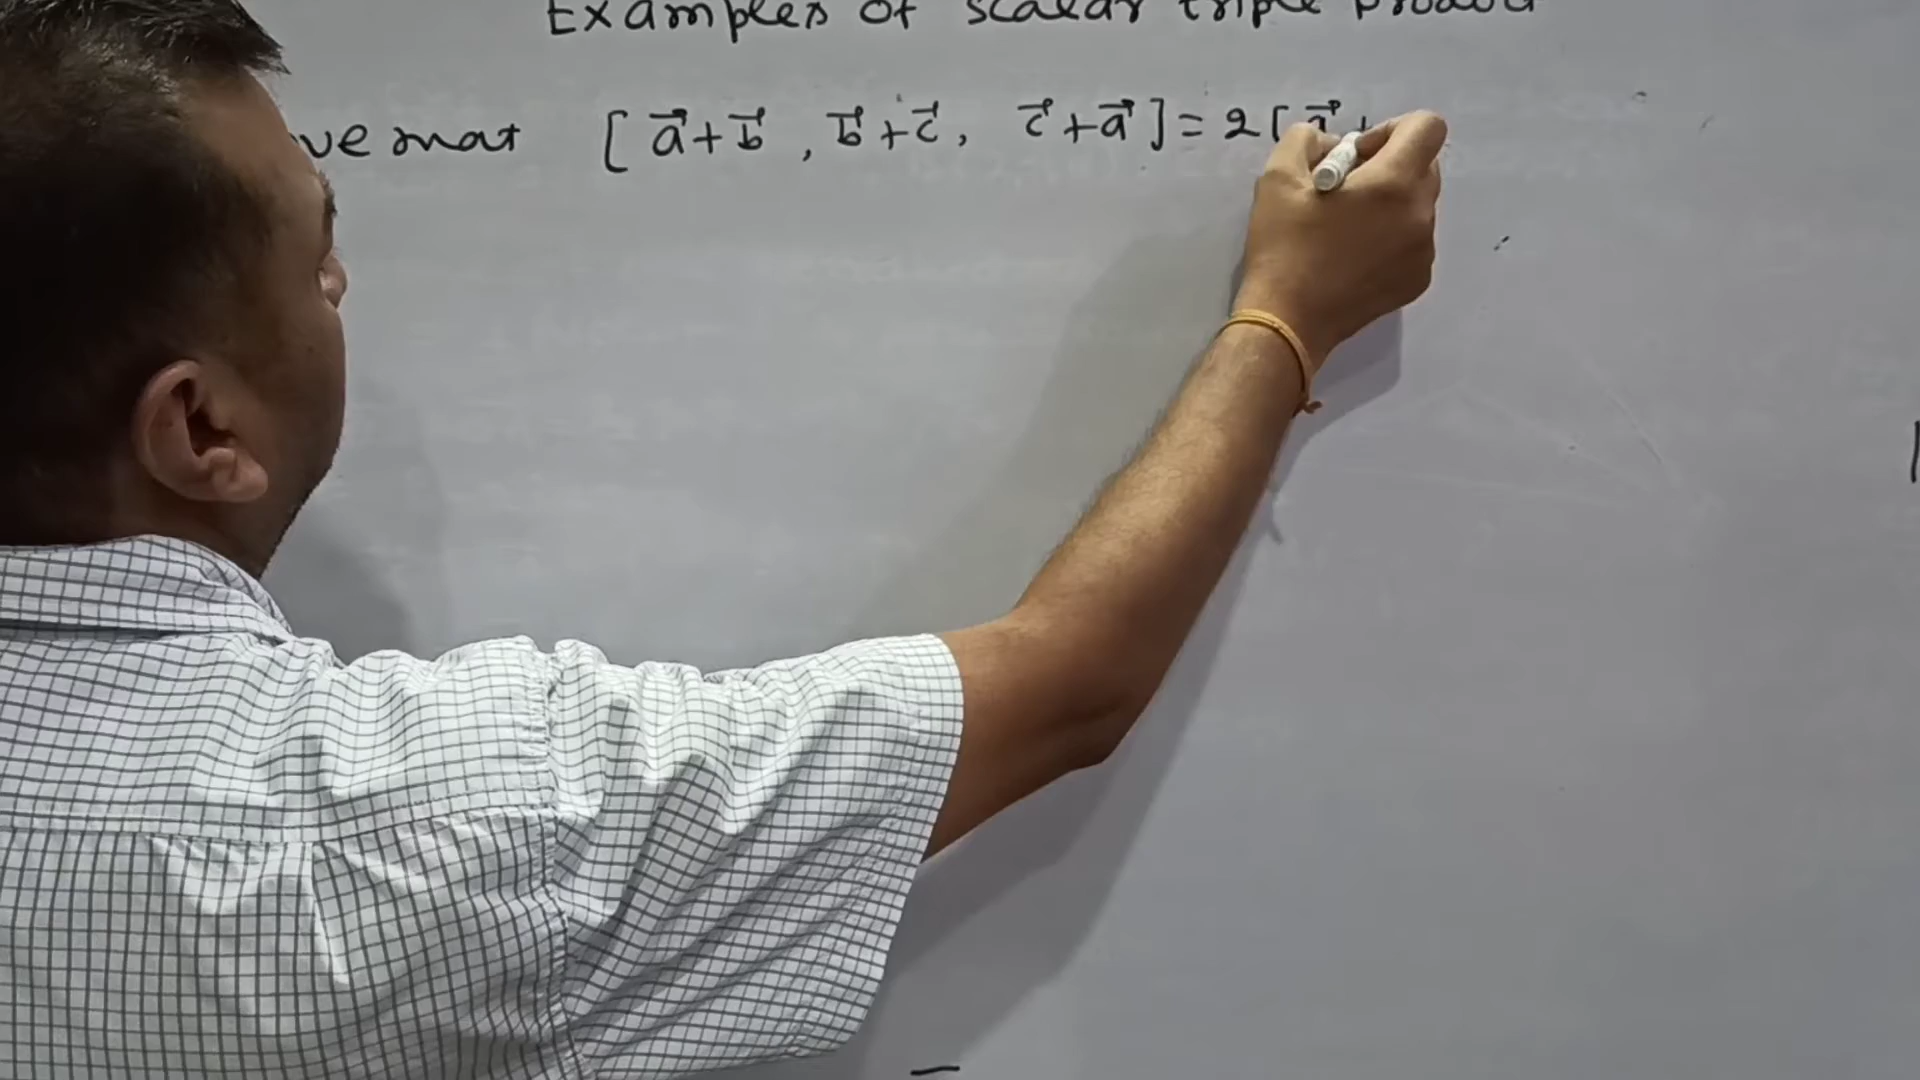 Examples of scalar triple product
ve that [ a⃗+b⃗ , b⃗+c⃗, c⃗+a⃗ ] = 2 [ a⃗ +